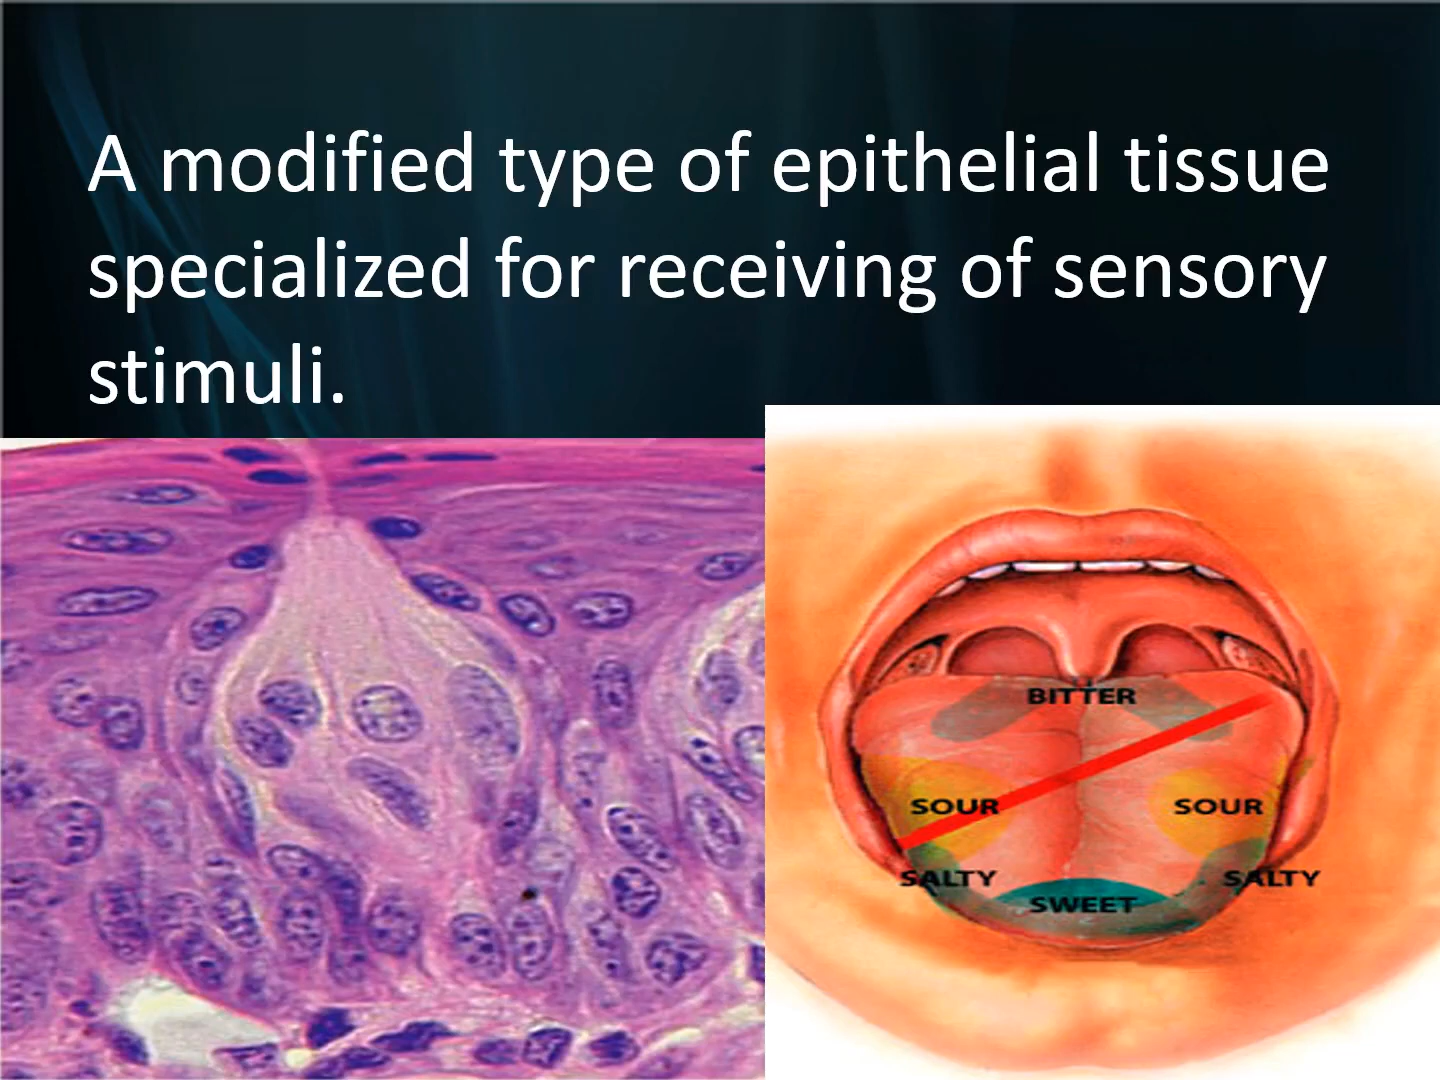 A modified type of epithelial tissue
specialized for receiving of sensory
stimuli.
BITTER
SOUR SOUR
SALTY SALTY
SWEET